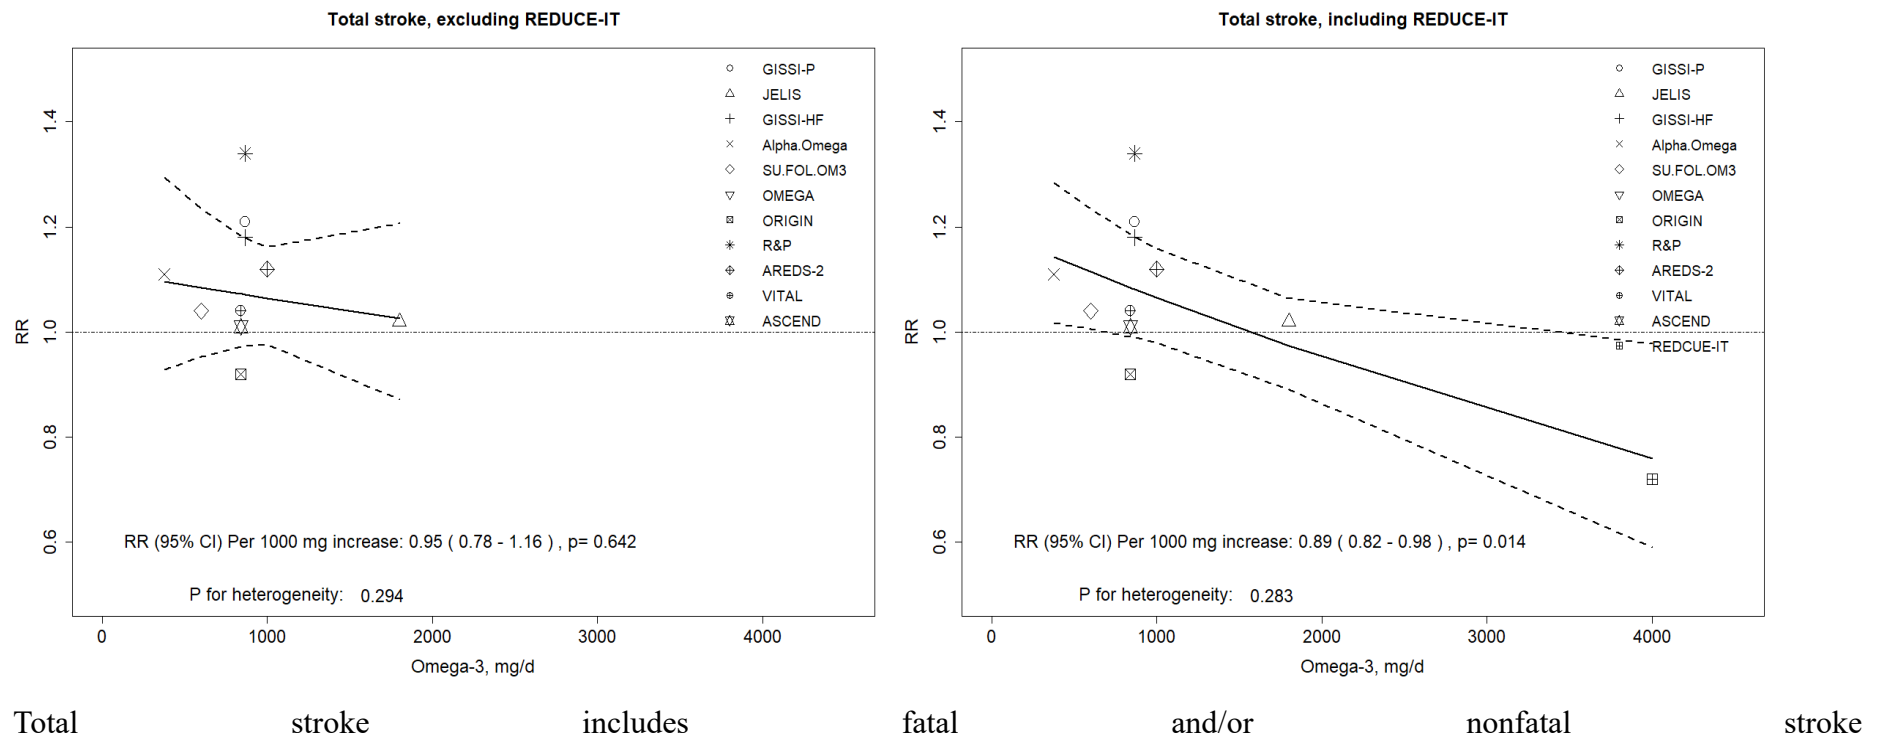 Total stroke, excluding REDUCE-IT
GISSI-P
JELIS
GISSI-HF
Alpha.Omega
SU.FOL.OM3
OMEGA
ORIGIN
R&P
AREDS-2
VITAL
ASCEND
RR
1.4
1.2
1.0
0.8
0.6
RR (95% CI) Per 1000 mg increase: 0.95 ( 0.78 - 1.16 ) , p= 0.642
P for heterogeneity: 0.294
0 1000 2000 3000 4000
Omega-3, mg/d
Total stroke, including REDUCE-IT
GISSI-P
JELIS
GISSI-HF
Alpha.Omega
SU.FOL.OM3
OMEGA
ORIGIN
R&P
AREDS-2
VITAL
ASCEND
REDCUE-IT
RR
1.4
1.2
1.0
0.8
0.6
RR (95% CI) Per 1000 mg increase: 0.89 ( 0.82 - 0.98 ) , p= 0.014
P for heterogeneity: 0.283
0 1000 2000 3000 4000
Omega-3, mg/d
Total stroke includes fatal and/or nonfatal stroke